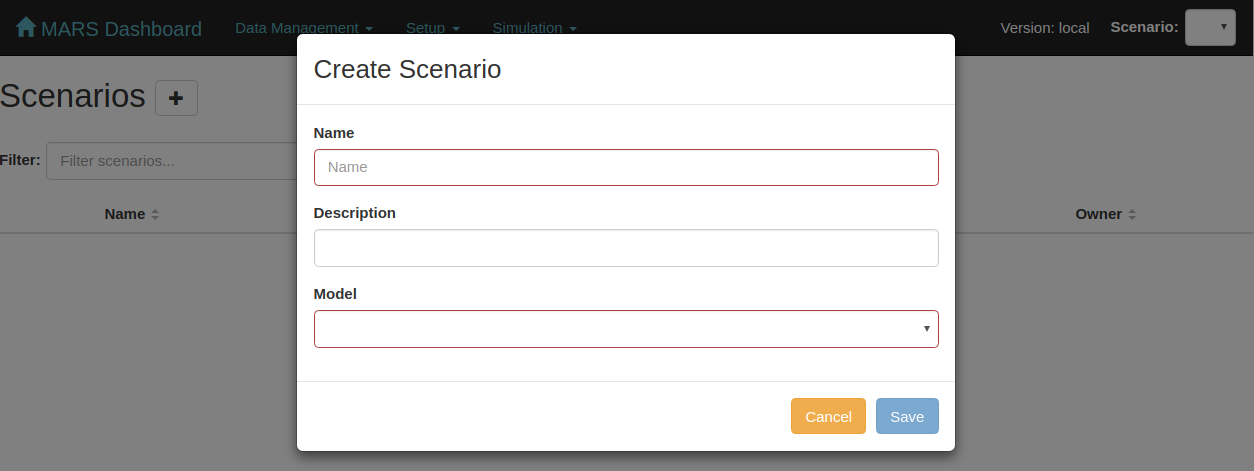 MARS Dashboard Data Management Setup Simulation Version: local Scenario:
Create Scenario
Scenarios
Name
Name
Filter: Filter scenarios...
Description
Name Owner
Model
Cancel Save